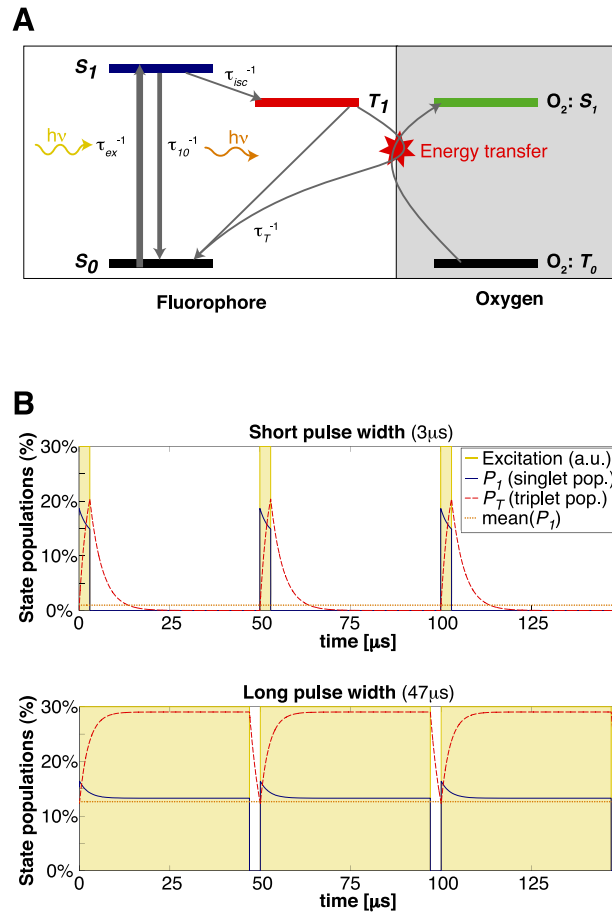 A
S1
τisc-1
T1
O2: S1
hν
τex-1
τ10-1
hν
Energy transfer
τT-1
S0
O2: T0
Fluorophore
Oxygen
B
Short pulse width (3μs)
State populations (%)
30%
20%
10%
0%
Excitation (a.u.)
P1 (singlet pop.)
PT (triplet pop.)
mean(P1)
0
25
50
75
100
125
time [μs]
Long pulse width (47μs)
State populations (%)
30%
20%
10%
0%
0
25
50
75
100
125
time [μs]